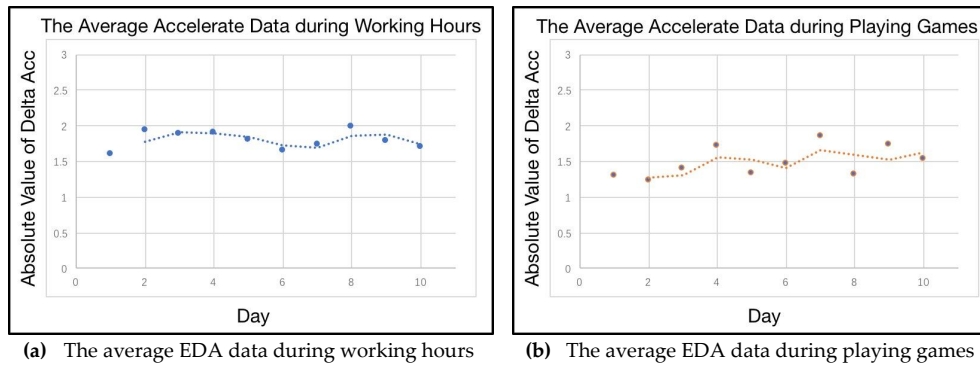 The Average Accelerate Data during Working Hours
Absolute Value of Delta Acc
3
2.5
2
1.5
1
0.5
0
0 2 4 6 8 10
Day
(a) The average EDA data during working hours
The Average Accelerate Data during Playing Games
Absolute Value of Delta Acc
3
2.5
2
1.5
1
0.5
0
0 2 4 6 8 10
Day
(b) The average EDA data during playing games